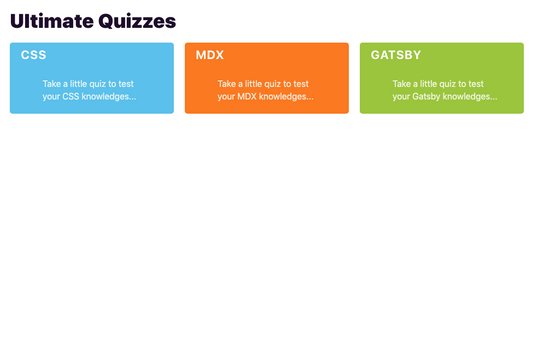 Ultimate Quizzes
CSS
Take a little quiz to test
your CSS knowledges...
MDX
Take a little quiz to test
your MDX knowledges...
GATSBY
Take a little quiz to test
your Gatsby knowledges...